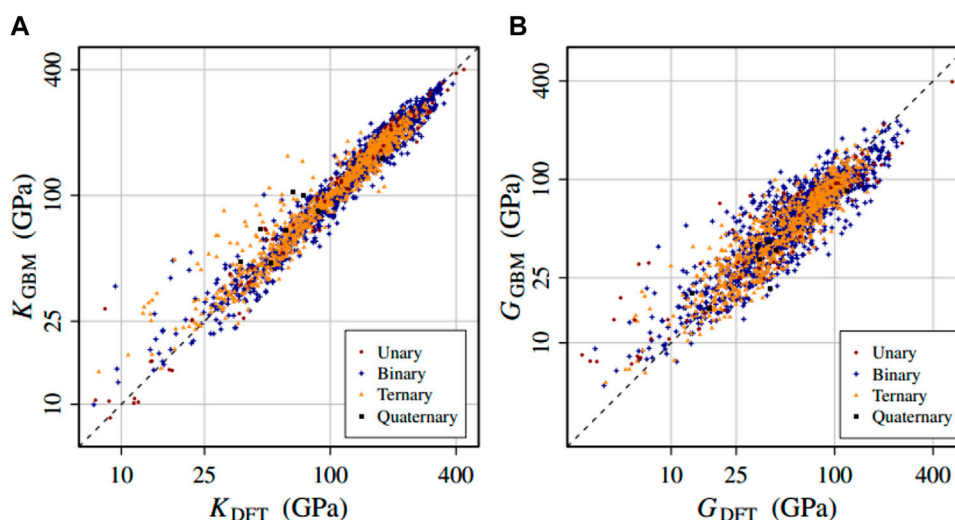 A
B
K_GBM (GPa)
400
100
25
10
Unary
Binary
Ternary
Quaternary
10 25 100 400
K_DFT (GPa)
G_GBM (GPa)
400
100
25
10
Unary
Binary
Ternary
Quaternary
10 25 100 400
G_DFT (GPa)